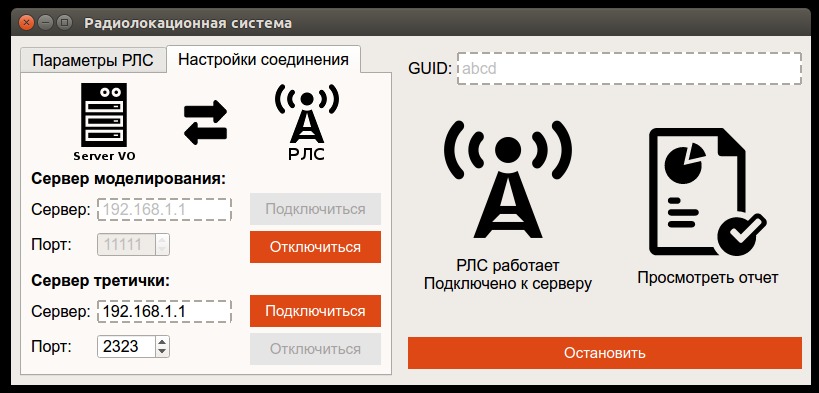 Радиолокационная система
Параметры РЛС
Настройки соединения
Server VO
РЛС
Сервер моделирования:
Сервер: 192.168.1.1
Подключиться
Порт: 11111
Отключиться
Сервер третички:
Сервер: 192.168.1.1
Подключиться
Порт: 2323
Отключиться
GUID: abcd
РЛС работает
Подключено к серверу
Просмотреть отчет
Остановить